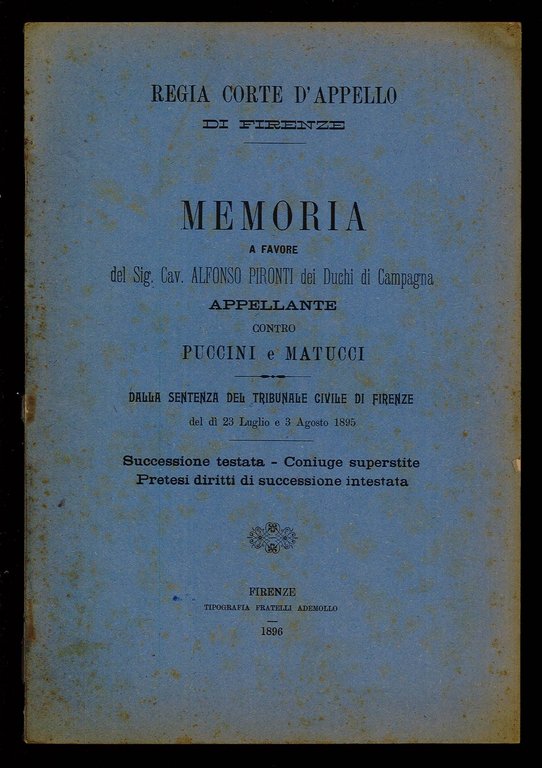 REGIA CORTE D'APPELLO
DI FIRENZE
MEMORIA
A FAVORE
del Sig. Cav. ALFONSO PIRONTI dei Duchi di Campagna
APPELLANTE
CONTRO
PUCCINI e MATUCCI
DALLA SENTENZA DEL TRIBUNALE CIVILE DI FIRENZE
del dì 23 Luglio e 3 Agosto 1895
Successione testata - Coniuge superstite
Pretesi diritti di successione intestata
FIRENZE
TIPOGRAFIA FRATELLI ADEMOLLO
1896